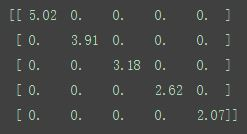 [[ 5.02 0. 0. 0. 0. ]
[ 0. 3.91 0. 0. 0. ]
[ 0. 0. 3.18 0. 0. ]
[ 0. 0. 0. 2.62 0. ]
[ 0. 0. 0. 0. 2.07]]